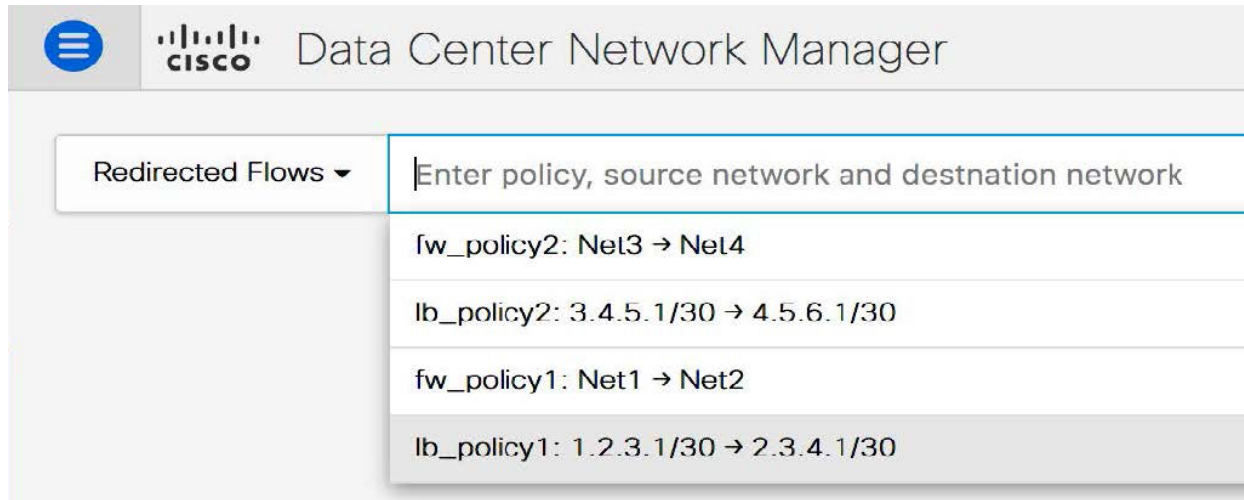 cisco Data Center Network Manager
Redirected Flows Enter policy, source network and destnation network
fw_policy2: Net3 → Net4
lb_policy2: 3.4.5.1/30 → 4.5.6.1/30
fw_policy1: Net1 → Net2
lb_policy1: 1.2.3.1/30 → 2.3.4.1/30